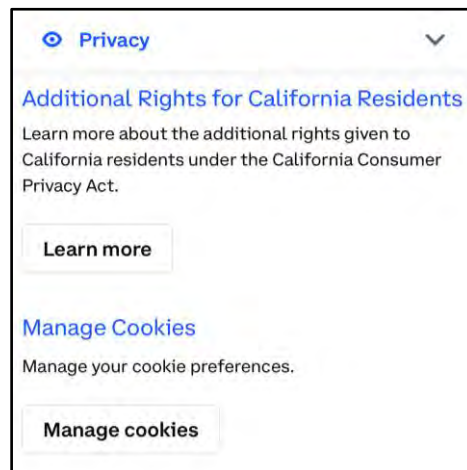 Privacy
Additional Rights for California Residents
Learn more about the additional rights given to
California residents under the California Consumer
Privacy Act.
Learn more
Manage Cookies
Manage your cookie preferences.
Manage cookies